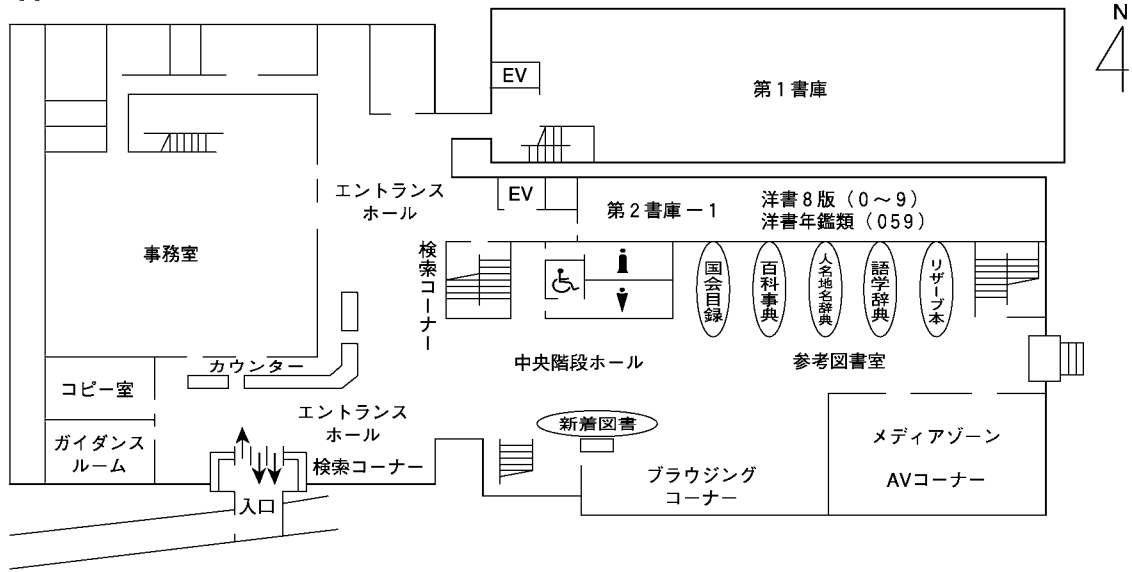 N
EV
第１書庫
エントランス
ホール
EV
第２書庫－１
洋書８版（０～９）
洋書年鑑類（０５９）
事務室
検索コーナー
国会目録
百科事典
人名地名辞典
語学辞典
リザーブ本
カウンター
中央階段ホール
参考図書室
コピー室
エントランス
ホール
新着図書
ガイダンス
ルーム
検索コーナー
メディアゾーン
ブラウジング
コーナー
AVコーナー
入口